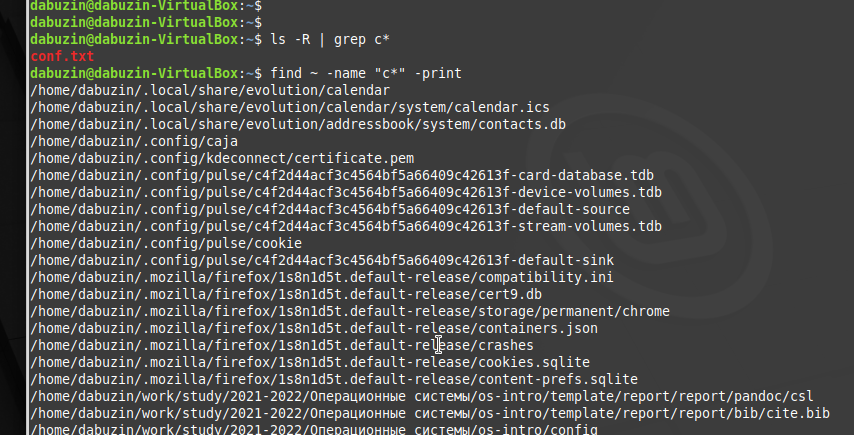 dabuzin@dabuzin-VirtualBox:~$
dabuzin@dabuzin-VirtualBox:~$
dabuzin@dabuzin-VirtualBox:~$ ls -R | grep c*
conf.txt
dabuzin@dabuzin-VirtualBox:~$ find ~ -name "c*" -print
/home/dabuzin/.local/share/evolution/calendar
/home/dabuzin/.local/share/evolution/calendar/system/calendar.ics
/home/dabuzin/.local/share/evolution/addressbook/system/contacts.db
/home/dabuzin/.config/caja
/home/dabuzin/.config/kdeconnect/certificate.pem
/home/dabuzin/.config/pulse/c4f2d44acf3c4564bf5a66409c42613f-card-database.tdb
/home/dabuzin/.config/pulse/c4f2d44acf3c4564bf5a66409c42613f-device-volumes.tdb
/home/dabuzin/.config/pulse/c4f2d44acf3c4564bf5a66409c42613f-default-source
/home/dabuzin/.config/pulse/c4f2d44acf3c4564bf5a66409c42613f-stream-volumes.tdb
/home/dabuzin/.config/pulse/cookie
/home/dabuzin/.config/pulse/c4f2d44acf3c4564bf5a66409c42613f-default-sink
/home/dabuzin/.mozilla/firefox/1s8n1d5t.default-release/compatibility.ini
/home/dabuzin/.mozilla/firefox/1s8n1d5t.default-release/cert9.db
/home/dabuzin/.mozilla/firefox/1s8n1d5t.default-release/storage/permanent/chrome
/home/dabuzin/.mozilla/firefox/1s8n1d5t.default-release/containers.json
/home/dabuzin/.mozilla/firefox/1s8n1d5t.default-release/crashes
/home/dabuzin/.mozilla/firefox/1s8n1d5t.default-release/cookies.sqlite
/home/dabuzin/.mozilla/firefox/1s8n1d5t.default-release/content-prefs.sqlite
/home/dabuzin/work/study/2021-2022/Операционные системы/os-intro/template/report/report/pandoc/csl
/home/dabuzin/work/study/2021-2022/Операционные системы/os-intro/template/report/report/bib/cite.bib
/home/dabuzin/work/study/2021-2022/Операционные системы/os-intro/config